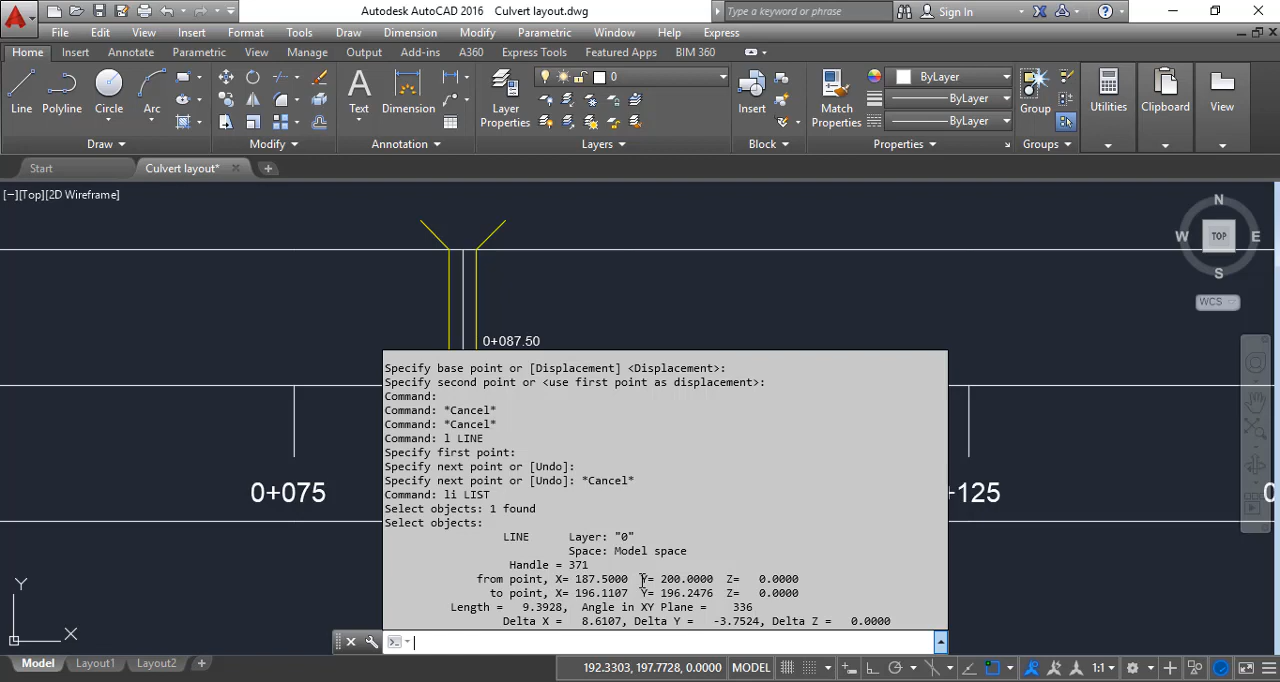 Autodesk AutoCAD 2016   Culvert layout.dwg
Type a keyword or phrase
Sign In
File Edit View Insert Format Tools Draw Dimension Modify Parametric Window Help Express
Home Insert Annotate Parametric View Manage Output Add-ins A360 Express Tools Featured Apps BIM 360
0
ByLayer
ByLayer
ByLayer
Line Polyline Circle Arc
Text Dimension
Layer Properties
Insert
Match Properties
Group
Utilities
Clipboard
View
Draw Modify Annotation Layers Block Properties Groups
Start Culvert layout*
[−][Top][2D Wireframe]
N
W TOP E
S
WCS
0+087.50
Specify base point or [Displacement] <Displacement>:
Specify second point or <use first point as displacement>:
Command:
Command: *Cancel*
Command: *Cancel*
Command: l LINE
Specify first point:
Specify next point or [Undo]:
Specify next point or [Undo]: *Cancel*
Command: li LIST
Select objects: 1 found
Select objects:
LINE Layer: "0"
Space: Model space
Handle = 371
from point, X= 187.5000 Y= 200.0000 Z= 0.0000
to point, X= 196.1107 Y= 196.2476 Z= 0.0000
Length = 9.3928, Angle in XY Plane = 336
Delta X = 8.6107, Delta Y = -3.7524, Delta Z = 0.0000
0+075
+125
Y
X
Model Layout1 Layout2
192.3303, 197.7728, 0.0000 MODEL
1:1